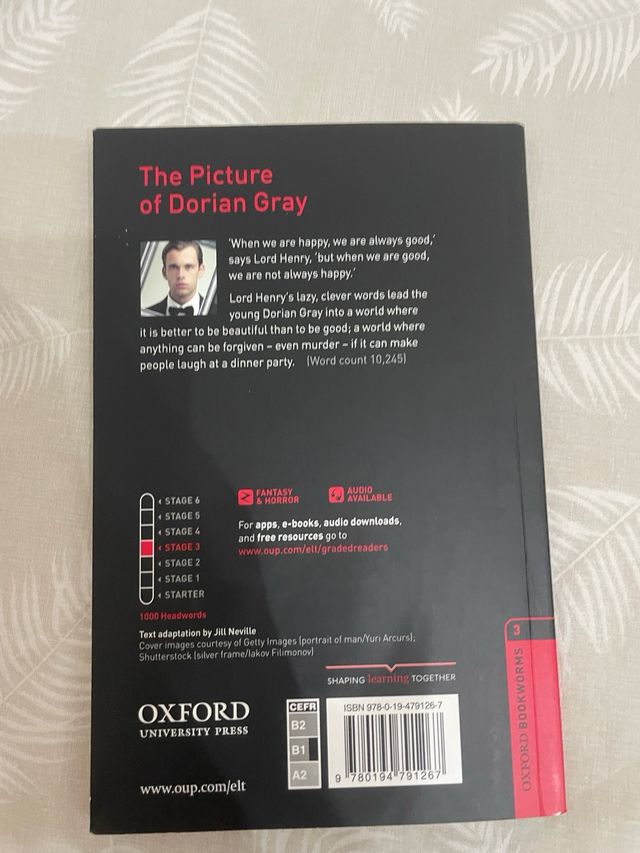 The Picture
of Dorian Gray
'When we are happy, we are always good,'
says Lord Henry, 'but when we are good,
we are not always happy.'
Lord Henry's lazy, clever words lead the
young Dorian Gray into a world where
it is better to be beautiful than to be good; a world where
anything can be forgiven – even murder – if it can make
people laugh at a dinner party. (Word count 10,245)
STAGE 6
STAGE 5
STAGE 4
STAGE 3
STAGE 2
STAGE 1
STARTER
1000 Headwords
FANTASY
& HORROR
AUDIO
AVAILABLE
For apps, e-books, audio downloads,
and free resources go to
www.oup.com/elt/gradedreaders
Text adaptation by Jill Neville
Cover images courtesy of Getty Images (portrait of man/Yuri Arcurs);
Shutterstock (silver frame/Iakov Filimonov)
SHAPING learning TOGETHER
OXFORD
UNIVERSITY PRESS
www.oup.com/elt
CEFR
B2
B1
A2
ISBN 978-0-19-479126-7
9 780194 791267
3
OXFORD BOOKWORMS